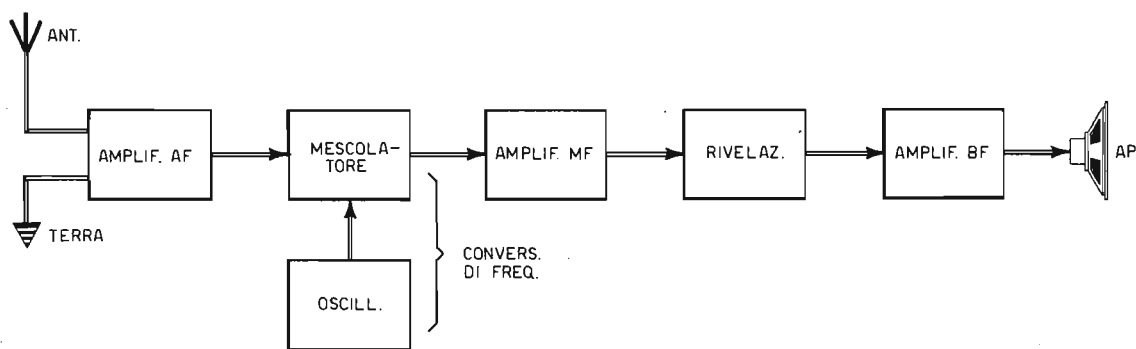 ANT.
AMPLIF. AF
TERRA
MESCOLA-
TORE
OSCILL.
CONVERS.
DI FREQ.
AMPLIF. MF
RIVELAZ.
AMPLIF. BF
AP